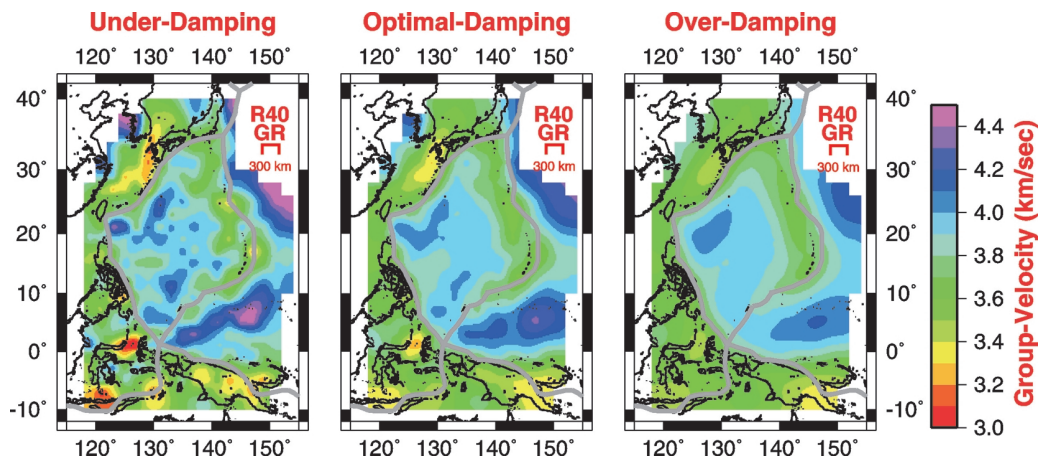 Under-Damping Optimal-Damping Over-Damping
120˚ 130˚ 140˚ 150˚ 120˚ 130˚ 140˚ 150˚ 120˚ 130˚ 140˚ 150˚
40˚ 40˚
R40 R40 R40
GR GR GR
300 km 300 km 300 km
30˚ 30˚
20˚ 20˚
10˚ 10˚
0˚ 0˚
-10˚ -10˚
120˚ 130˚ 140˚ 150˚ 120˚ 130˚ 140˚ 150˚ 120˚ 130˚ 140˚ 150˚
4.4
4.2
4.0
3.8
3.6
3.4
3.2
3.0
Group-Velocity (km/sec)